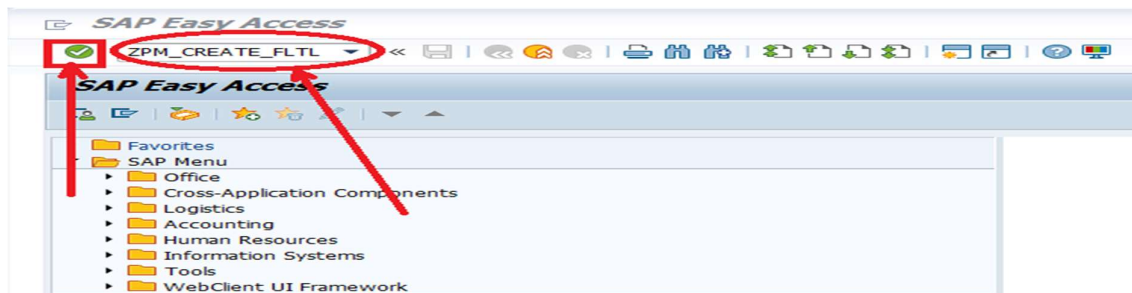 SAP Easy Access
ZPM_CREATE_FLTL
SAP Easy Access
Favorites
SAP Menu
Office
Cross-Application Components
Logistics
Accounting
Human Resources
Information Systems
Tools
WebClient UI Framework